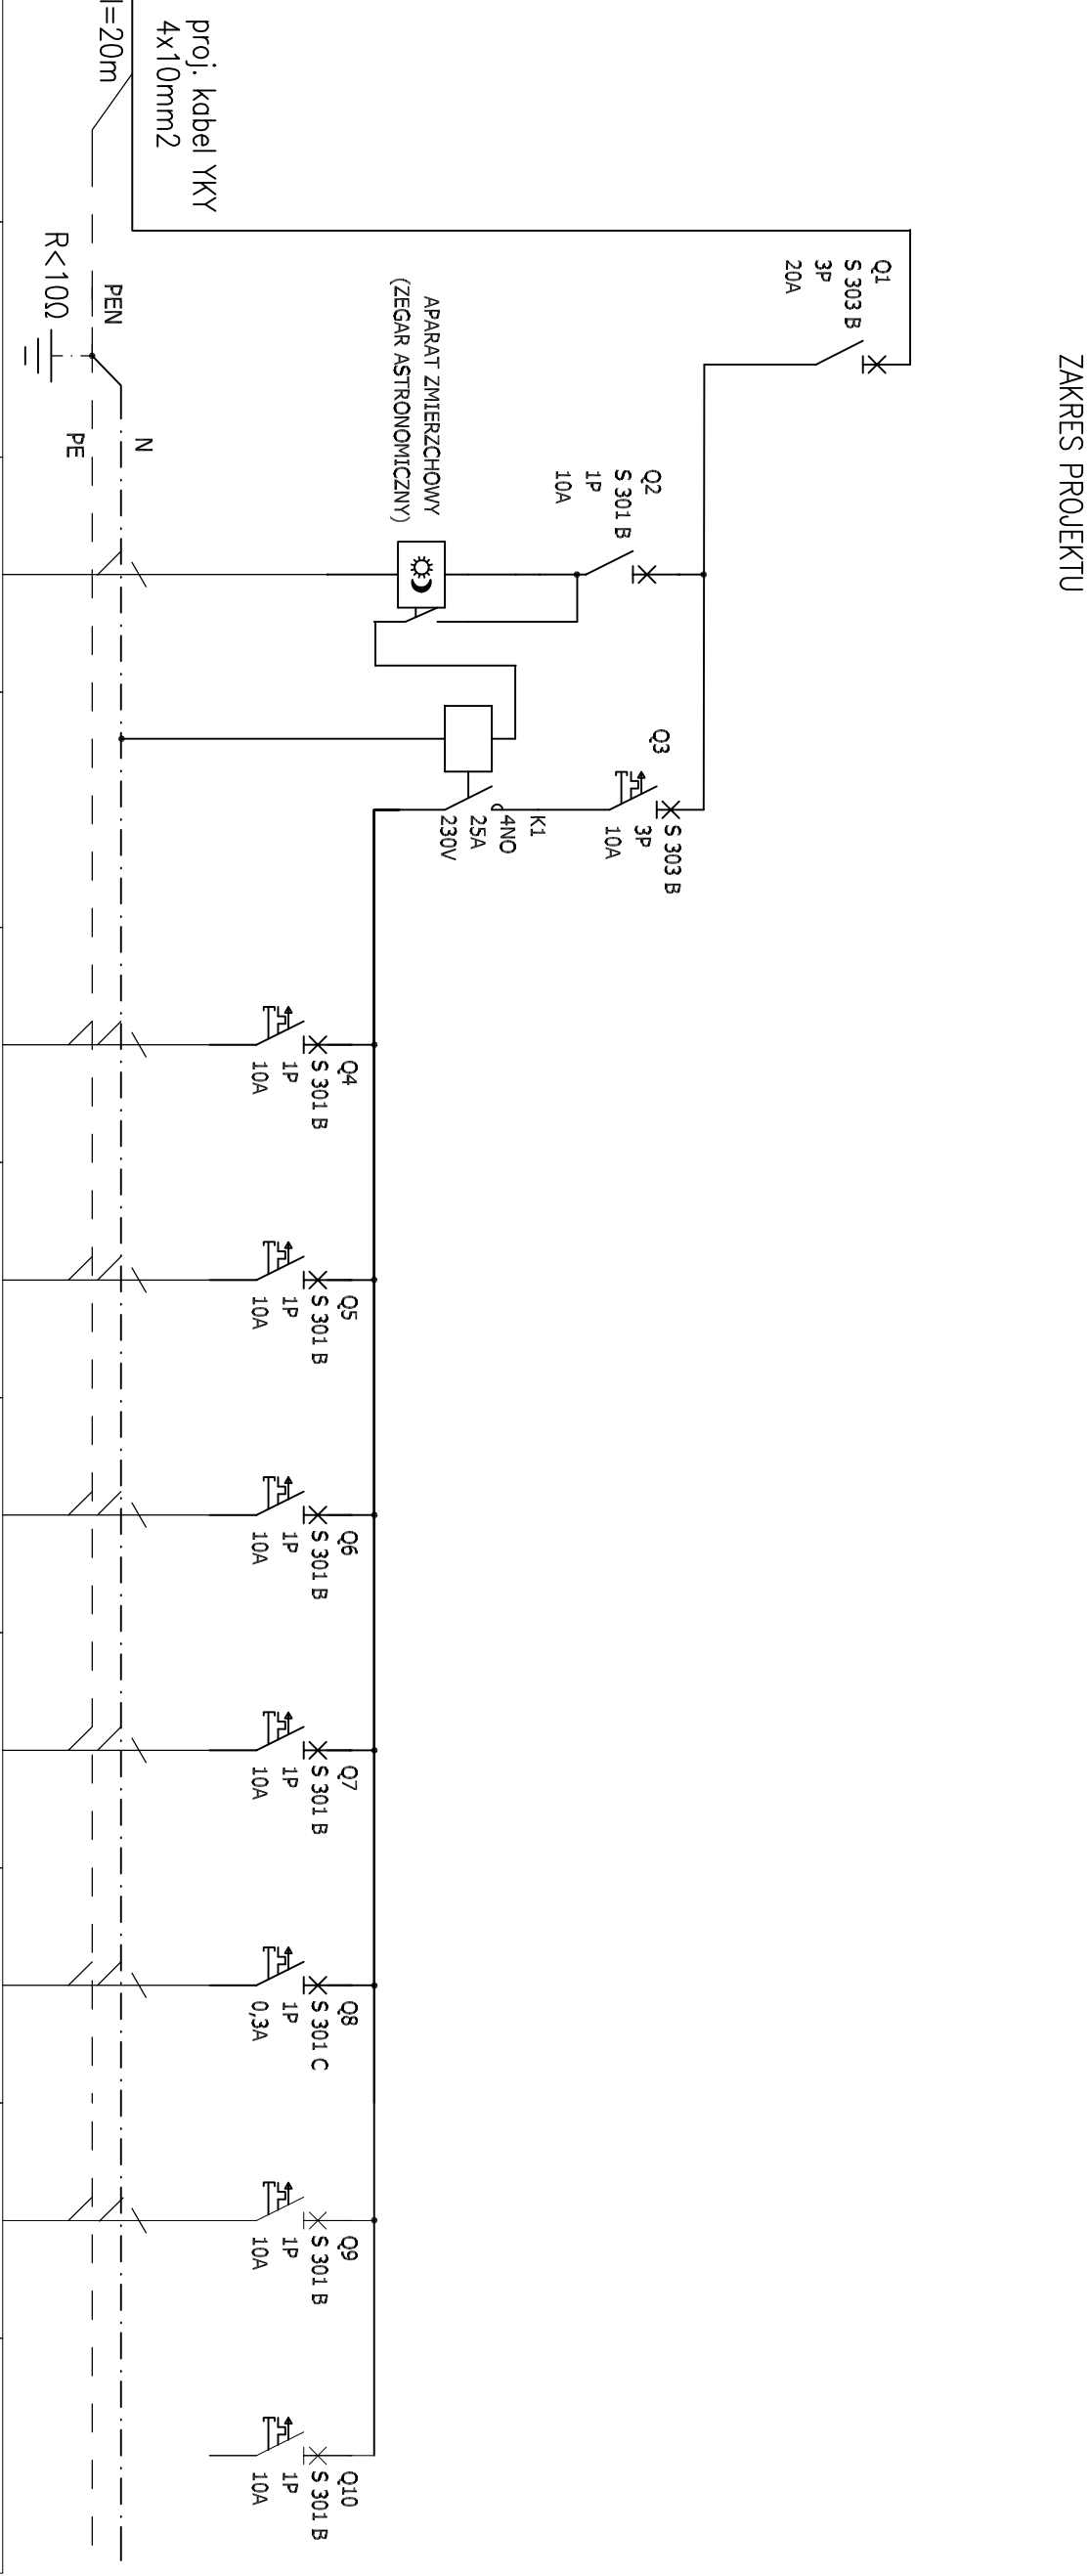 ZAKRES PROJEKTU
proj. kabel YKY
4x10mm2
l=20m
Q1
S 303 B
3P
20A
PEN
R<10Ω
N
PE
APARAT ZMIERZCHOWY
(ZEGAR ASTRONOMICZNY)
Q2
S 301 B
1P
10A
Q3
S 303 B
3P
10A
K1
4NO
25A
230V
Q4
S 301 B
1P
10A
Q5
S 301 B
1P
10A
Q6
S 301 B
1P
10A
Q7
S 301 B
1P
10A
Q8
S 301 C
1P
0,3A
Q9
S 301 B
1P
10A
Q10
S 301 B
1P
10A